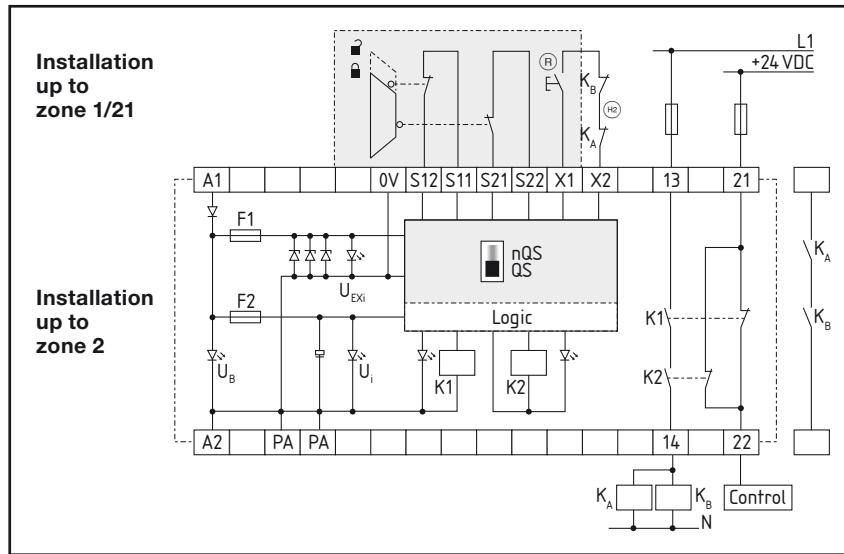 Installation
up to
zone 1/21
L1
+24 VDC
R
K_B
H2
K_A
A1 0V S12 S11 S21 S22 X1 X2 13 21
F1
nQS
QS
U_EXi
K_A
Installation
up to
zone 2
F2
Logic
K1
K_B
U_B
U_i
K1
K2
K2
A2 PA PA 14 22
K_A
K_B
Control
N